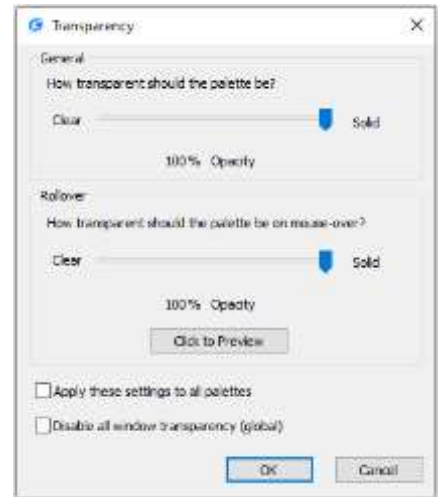 Transparency
General
How transparent should the palette be?
Clear Solid
100% Opacity
Rollover
How transparent should the palette be on mouse-over?
Clear Solid
100% Opacity
Click to Preview
Apply these settings to all palettes
Disable all window transparency (global)
OK Cancel